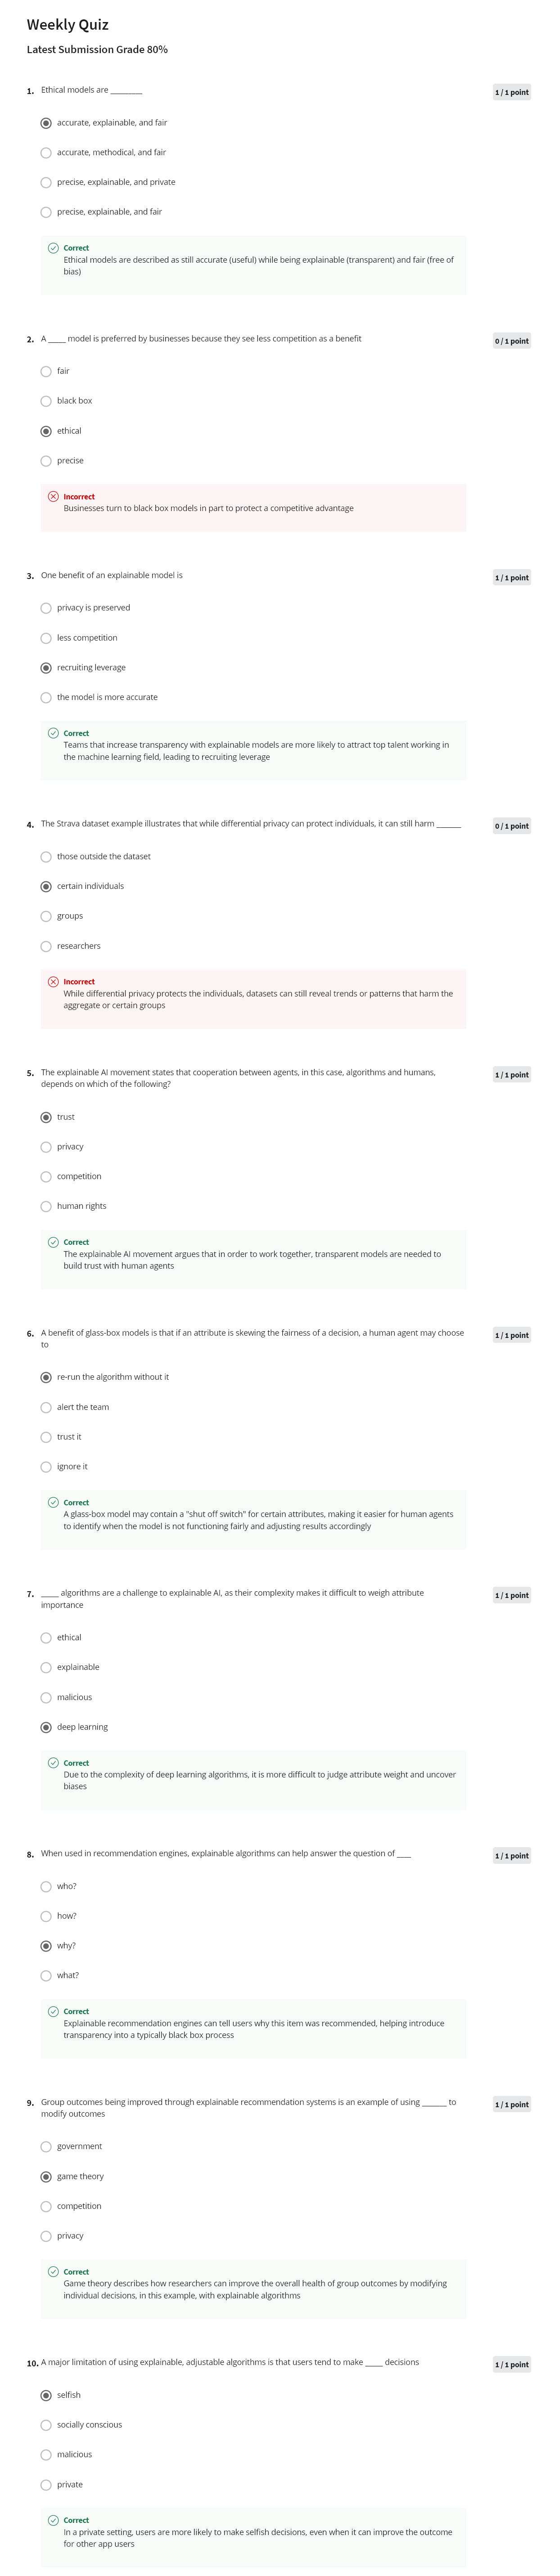 Weekly Quiz
Latest Submission Grade 80%
1. Ethical models are ________
1 / 1 point
accurate, explainable, and fair
accurate, methodical, and fair
precise, explainable, and private
precise, explainable, and fair
Correct
Ethical models are described as still accurate (useful) while being explainable (transparent) and fair (free of
bias)
2. A _____ model is preferred by businesses because they see less competition as a benefit
0 / 1 point
fair
black box
ethical
precise
Incorrect
Businesses turn to black box models in part to protect a competitive advantage
3. One benefit of an explainable model is
1 / 1 point
privacy is preserved
less competition
recruiting leverage
the model is more accurate
Correct
Teams that increase transparency with explainable models are more likely to attract top talent working in
the machine learning field, leading to recruiting leverage
4. The Strava dataset example illustrates that while differential privacy can protect individuals, it can still harm ______
0 / 1 point
those outside the dataset
certain individuals
groups
researchers
Incorrect
While differential privacy protects the individuals, datasets can still reveal trends or patterns that harm the
aggregate or certain groups
5. The explainable AI movement states that cooperation between agents, in this case, algorithms and humans,
depends on which of the following?
1 / 1 point
trust
privacy
competition
human rights
Correct
The explainable AI movement argues that in order to work together, transparent models are needed to
build trust with human agents
6. A benefit of glass-box models is that if an attribute is skewing the fairness of a decision, a human agent may choose
to
1 / 1 point
re-run the algorithm without it
alert the team
trust it
ignore it
Correct
A glass-box model may contain a "shut off switch" for certain attributes, making it easier for human agents
to identify when the model is not functioning fairly and adjusting results accordingly
7. _____ algorithms are a challenge to explainable AI, as their complexity makes it difficult to weigh attribute
importance
1 / 1 point
ethical
explainable
malicious
deep learning
Correct
Due to the complexity of deep learning algorithms, it is more difficult to judge attribute weight and uncover
biases
8. When used in recommendation engines, explainable algorithms can help answer the question of ____
1 / 1 point
who?
how?
why?
what?
Correct
Explainable recommendation engines can tell users why this item was recommended, helping introduce
transparency into a typically black box process
9. Group outcomes being improved through explainable recommendation systems is an example of using ______ to
modify outcomes
1 / 1 point
government
game theory
competition
privacy
Correct
Game theory describes how researchers can improve the overall health of group outcomes by modifying
individual decisions, in this example, with explainable algorithms
10. A major limitation of using explainable, adjustable algorithms is that users tend to make _____ decisions
1 / 1 point
selfish
socially conscious
malicious
private
Correct
In a private setting, users are more likely to make selfish decisions, even when it can improve the outcome
for other app users